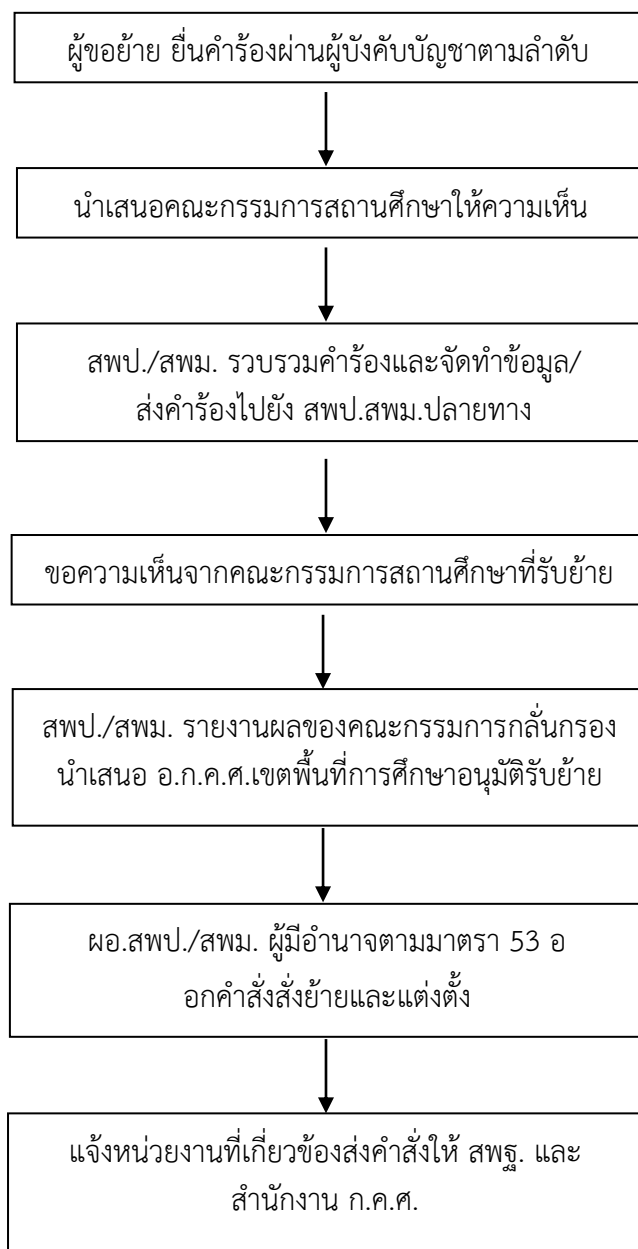 ผู้ขอย้าย ยื่นคำร้องผ่านผู้บังคับบัญชาตามลำดับ
นำเสนอคณะกรรมการสถานศึกษาให้ความเห็น
สพป./สพม. รวบรวมคำร้องและจัดทำข้อมูล/
ส่งคำร้องไปยัง สพป.สพม.ปลายทาง
ขอความเห็นจากคณะกรรมการสถานศึกษาที่รับย้าย
สพป./สพม. รายงานผลของคณะกรรมการกลั่นกรอง
นำเสนอ อ.ก.ค.ศ.เขตพื้นที่การศึกษาอนุมัติรับย้าย
ผอ.สพป./สพม. ผู้มีอำนาจตามมาตรา 53 อ
อกคำสั่งสั่งย้ายและแต่งตั้ง
แจ้งหน่วยงานที่เกี่ยวข้องส่งคำสั่งให้ สพฐ. และ
สำนักงาน ก.ค.ศ.